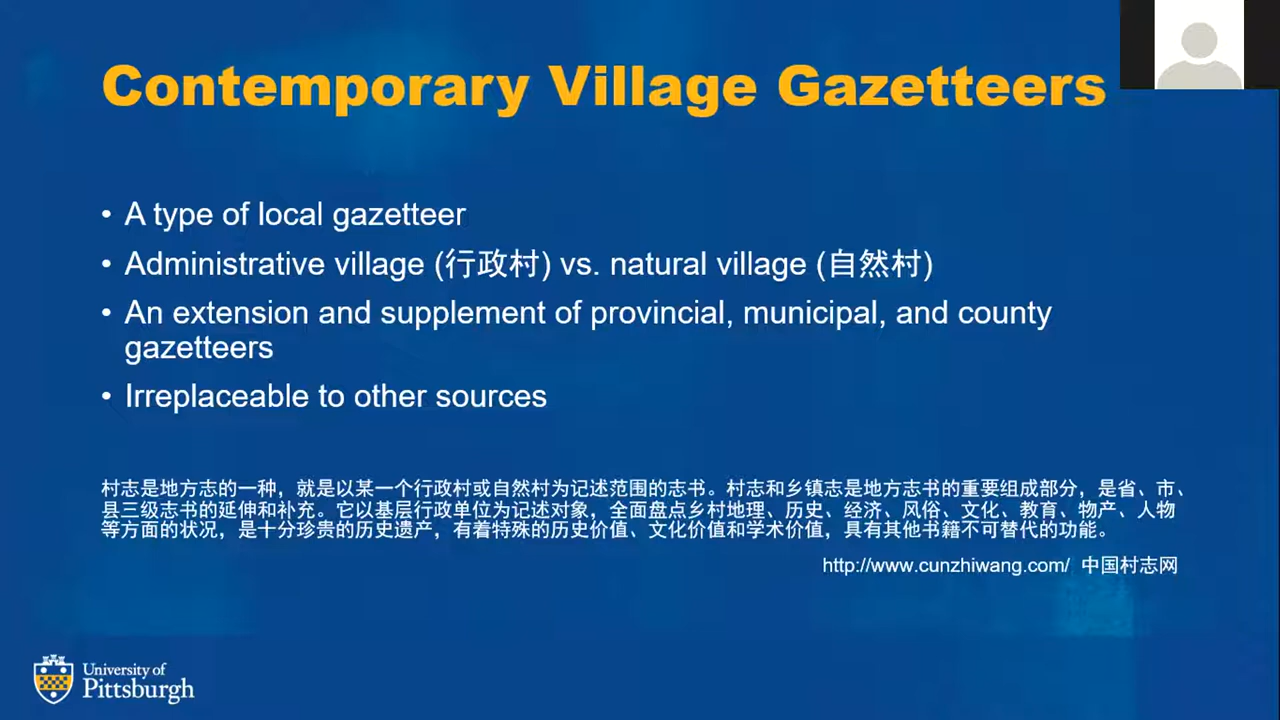 Contemporary Village Gazetteers
• A type of local gazetteer
• Administrative village (行政村) vs. natural village (自然村)
• An extension and supplement of provincial, municipal, and county
gazetteers
• Irreplaceable to other sources
村志是地方志的一种，就是以某一个行政村或自然村为记述范围的志书。村志和乡镇志是地方志书的重要组成部分，是省、市、
县三级志书的延伸和补充。它以基层行政单位为记述对象，全面盘点乡村地理、历史、经济、风俗、文化、教育、物产、人物
等方面的状况，是十分珍贵的历史遗产，有着特殊的历史价值、文化价值和学术价值，具有其他书籍不可替代的功能。
http://www.cunzhiwang.com/ 中国村志网
University of
Pittsburgh